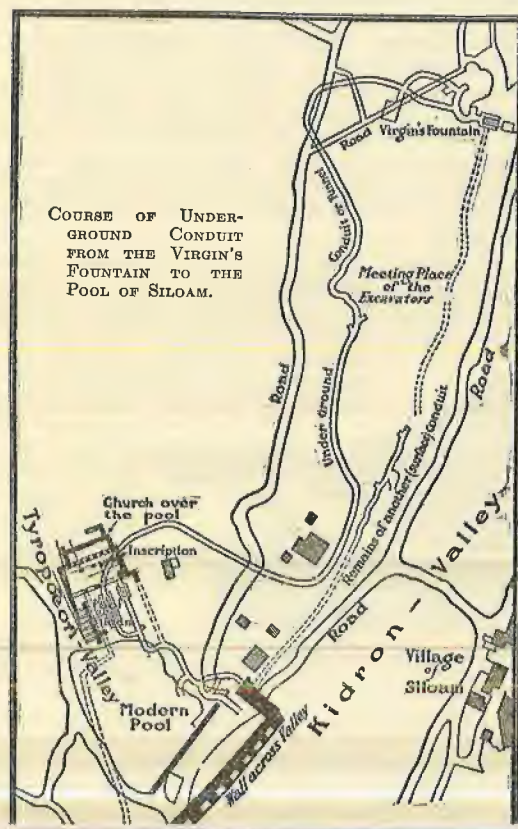 COURSE OF UNDER-
GROUND CONDUIT
FROM THE VIRGIN'S
FOUNTAIN TO THE
POOL OF SILOAM.
Road
Virgin's Fountain
Conduit or Tunnel
Meeting Place
of the
Excavators
Road
Road
Under Ground
Remains of another (surface) conduit
Church over
the pool
Inscription
Typopoeon Valley
Siloam
Road
Kidron - Valley
Village
of
Siloam
Modern
Pool
Wall across Valley